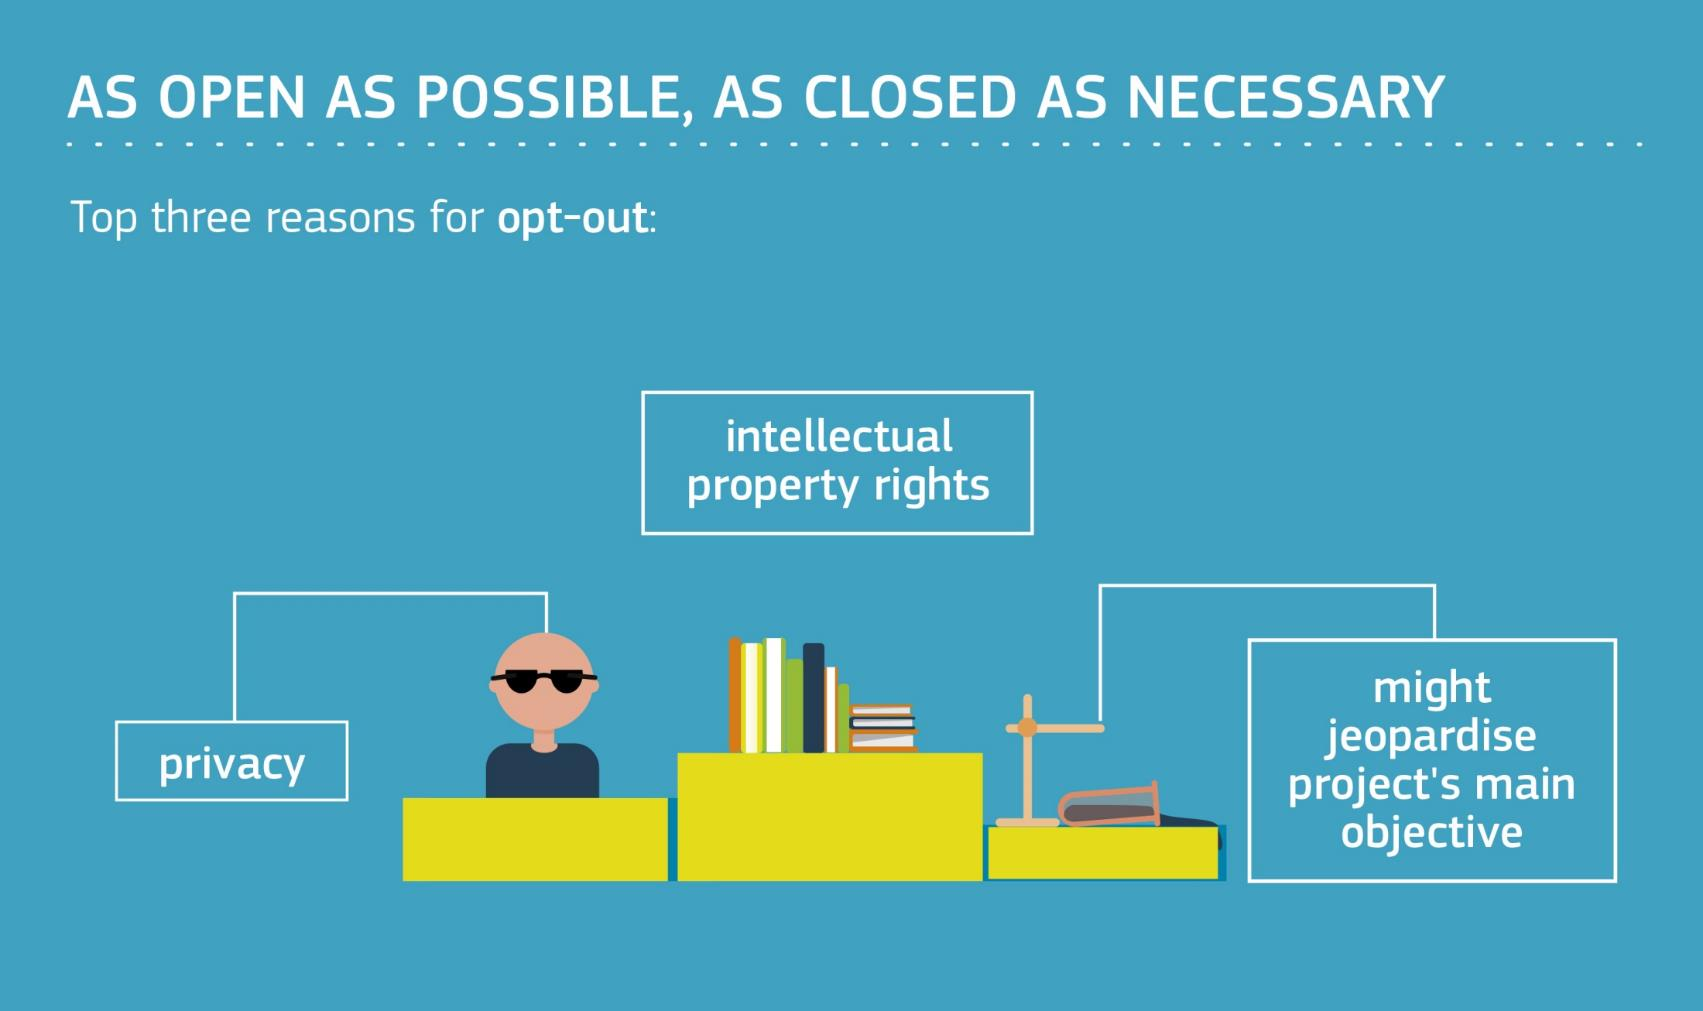 AS OPEN AS POSSIBLE, AS CLOSED AS NECESSARY
Top three reasons for opt-out:
intellectual
property rights
privacy
might
jeopardise
project's main
objective